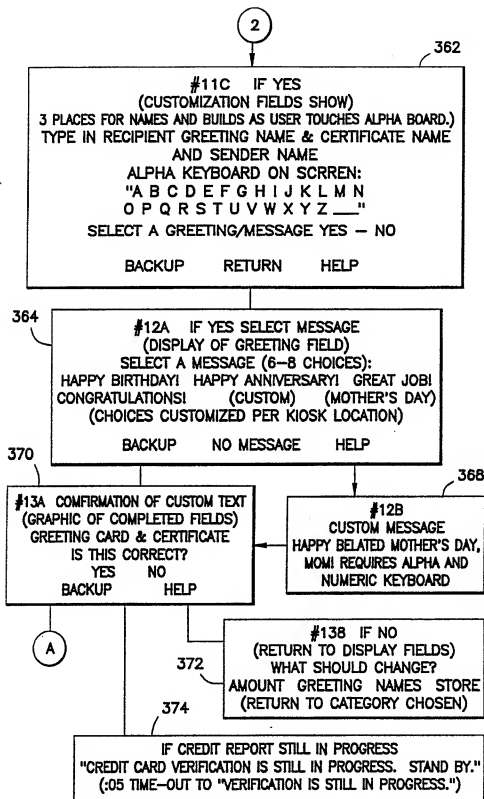 2
362
#11C IF YES
(CUSTOMIZATION FIELDS SHOW)
3 PLACES FOR NAMES AND BUILDS AS USER TOUCHES ALPHA BOARD.)
TYPE IN RECIPIENT GREETING NAME & CERTIFICATE NAME
AND SENDER NAME
ALPHA KEYBOARD ON SCRREN:
"A B C D E F G H I J K L M N
O P Q R S T U V W X Y Z __"
SELECT A GREETING/MESSAGE YES – NO
BACKUP RETURN HELP
364
#12A IF YES SELECT MESSAGE
(DISPLAY OF GREETING FIELD)
SELECT A MESSAGE (6–8 CHOICES):
HAPPY BIRTHDAY! HAPPY ANNIVERSARY! GREAT JOB!
CONGRATULATIONS! (CUSTOM) (MOTHER'S DAY)
(CHOICES CUSTOMIZED PER KIOSK LOCATION)
BACKUP NO MESSAGE HELP
370
#13A COMFIRMATION OF CUSTOM TEXT
(GRAPHIC OF COMPLETED FIELDS)
GREETING CARD & CERTIFICATE
IS THIS CORRECT?
YES NO
BACKUP HELP
368
#12B
CUSTOM MESSAGE
HAPPY BELATED MOTHER'S DAY,
MOM! REQUIRES ALPHA AND
NUMERIC KEYBOARD
A
372
#138 IF NO
(RETURN TO DISPLAY FIELDS)
WHAT SHOULD CHANGE?
AMOUNT GREETING NAMES STORE
(RETURN TO CATEGORY CHOSEN)
374
IF CREDIT REPORT STILL IN PROGRESS
"CREDIT CARD VERIFICATION IS STILL IN PROGRESS. STAND BY."
(:05 TIME–OUT TO "VERIFICATION IS STILL IN PROGRESS.")